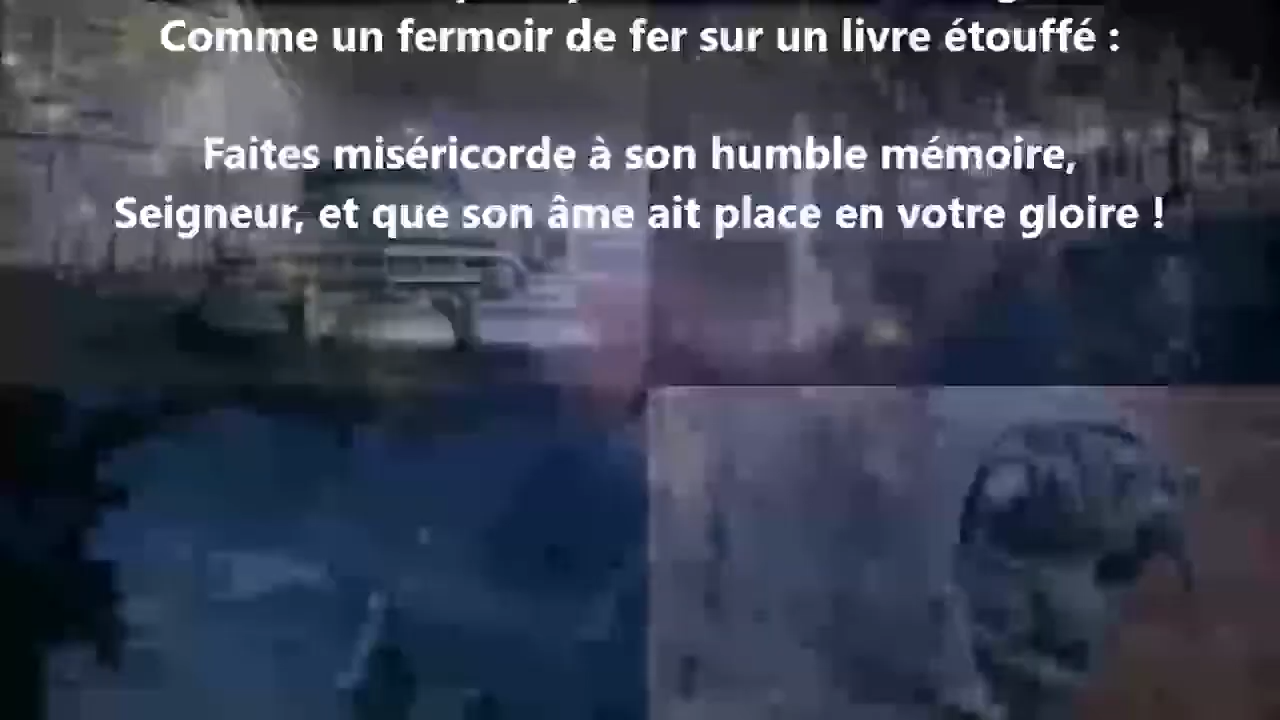 Comme un fermoir de fer sur un livre étouffé :
Faites miséricorde à son humble mémoire,
Seigneur, et que son âme ait place en votre gloire !